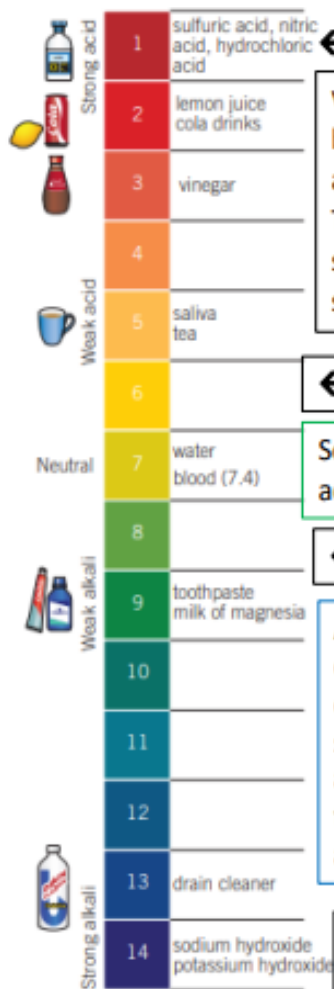 Strong acid
1
sulfuric acid, nitric
acid, hydrochloric
acid
2
lemon juice
cola drinks
cola
3
vinegar
4
Weak acid
5
saliva
tea
6
Neutral
7
water
blood (7.4)
8
Weak alkali
9
toothpaste
milk of magnesia
10
11
12
13
drain cleaner
Strong alkali
14
sodium hydroxide
potassium hydroxide